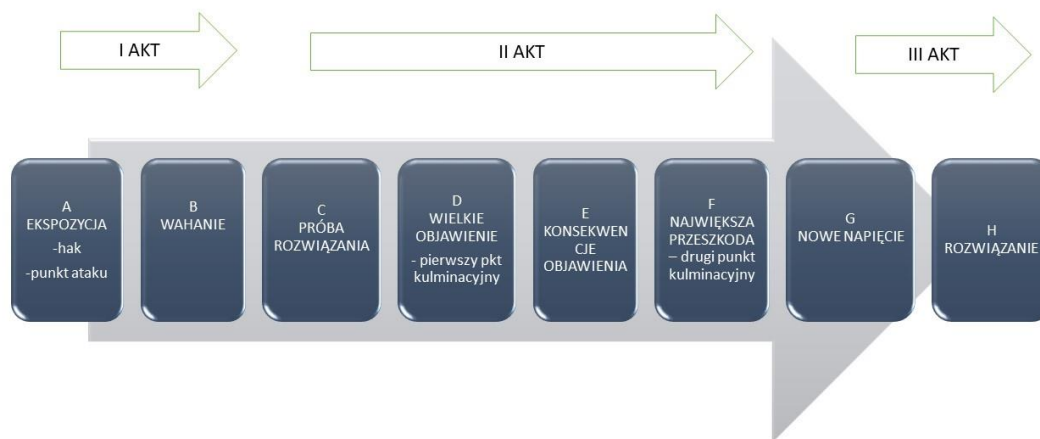 I AKT
II AKT
III AKT
A
EKSPOZYCJA
-hak
-punkt ataku
B
WAHANIE
C
PRÓBA
ROZWIĄZANIA
D
WIELKIE
OBJAWIENIE
- pierwszy pkt
kulminacyjny
E
KONSEKWEN
CJE
OBJAWIENIA
F
NAJWIĘKSZA
PRZESZKODA
– drugi punkt
kulminacyjny
G
NOWE NAPIĘCIE
H
ROZWIĄZANIE